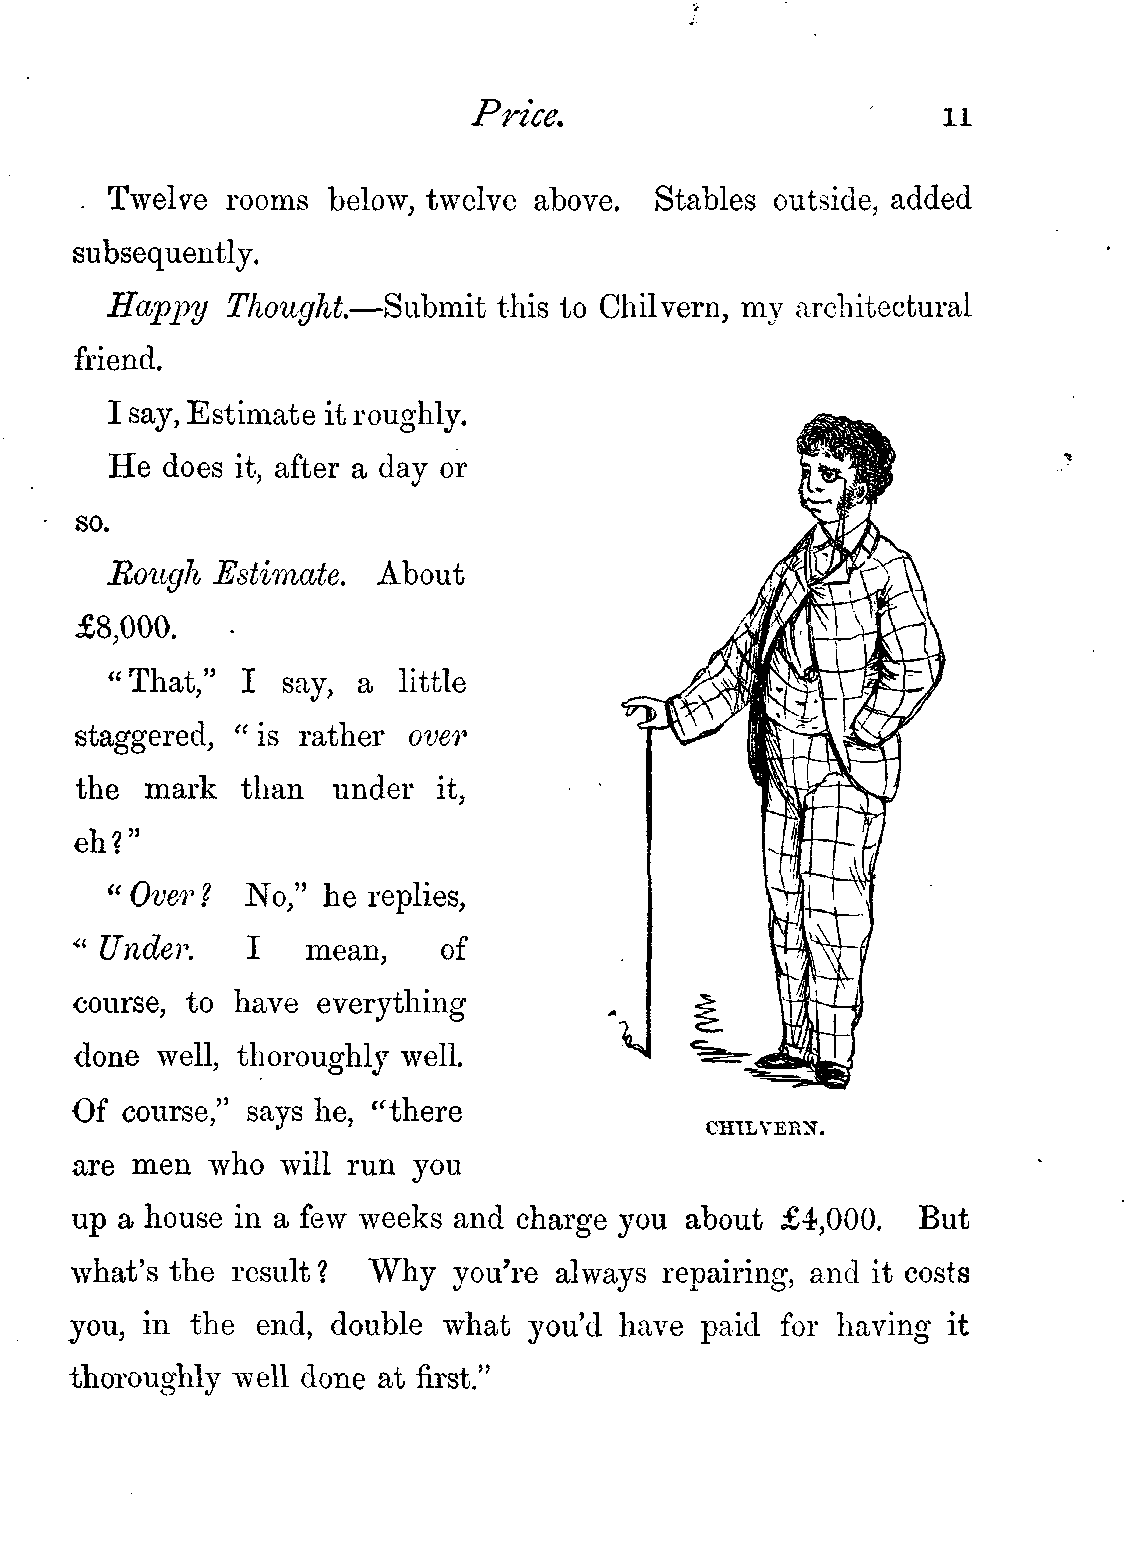 Price. 11
Twelve rooms below, twelve above. Stables outside, added
subsequently.
Happy Thought.—Submit this to Chilvern, my architectural
friend.
I say, Estimate it roughly.
He does it, after a day or
so.
Rough Estimate. About
£8,000.
“That,” I say, a little
staggered, “is rather over
the mark than under it,
eh?”
“Over? No,” he replies,
“Under. I mean, of
course, to have everything
done well, thoroughly well.
Of course,” says he, “there
are men who will run you
CHILVERN.
up a house in a few weeks and charge you about £4,000. But
what’s the result? Why you’re always repairing, and it costs
you, in the end, double what you’d have paid for having it
thoroughly well done at first.”